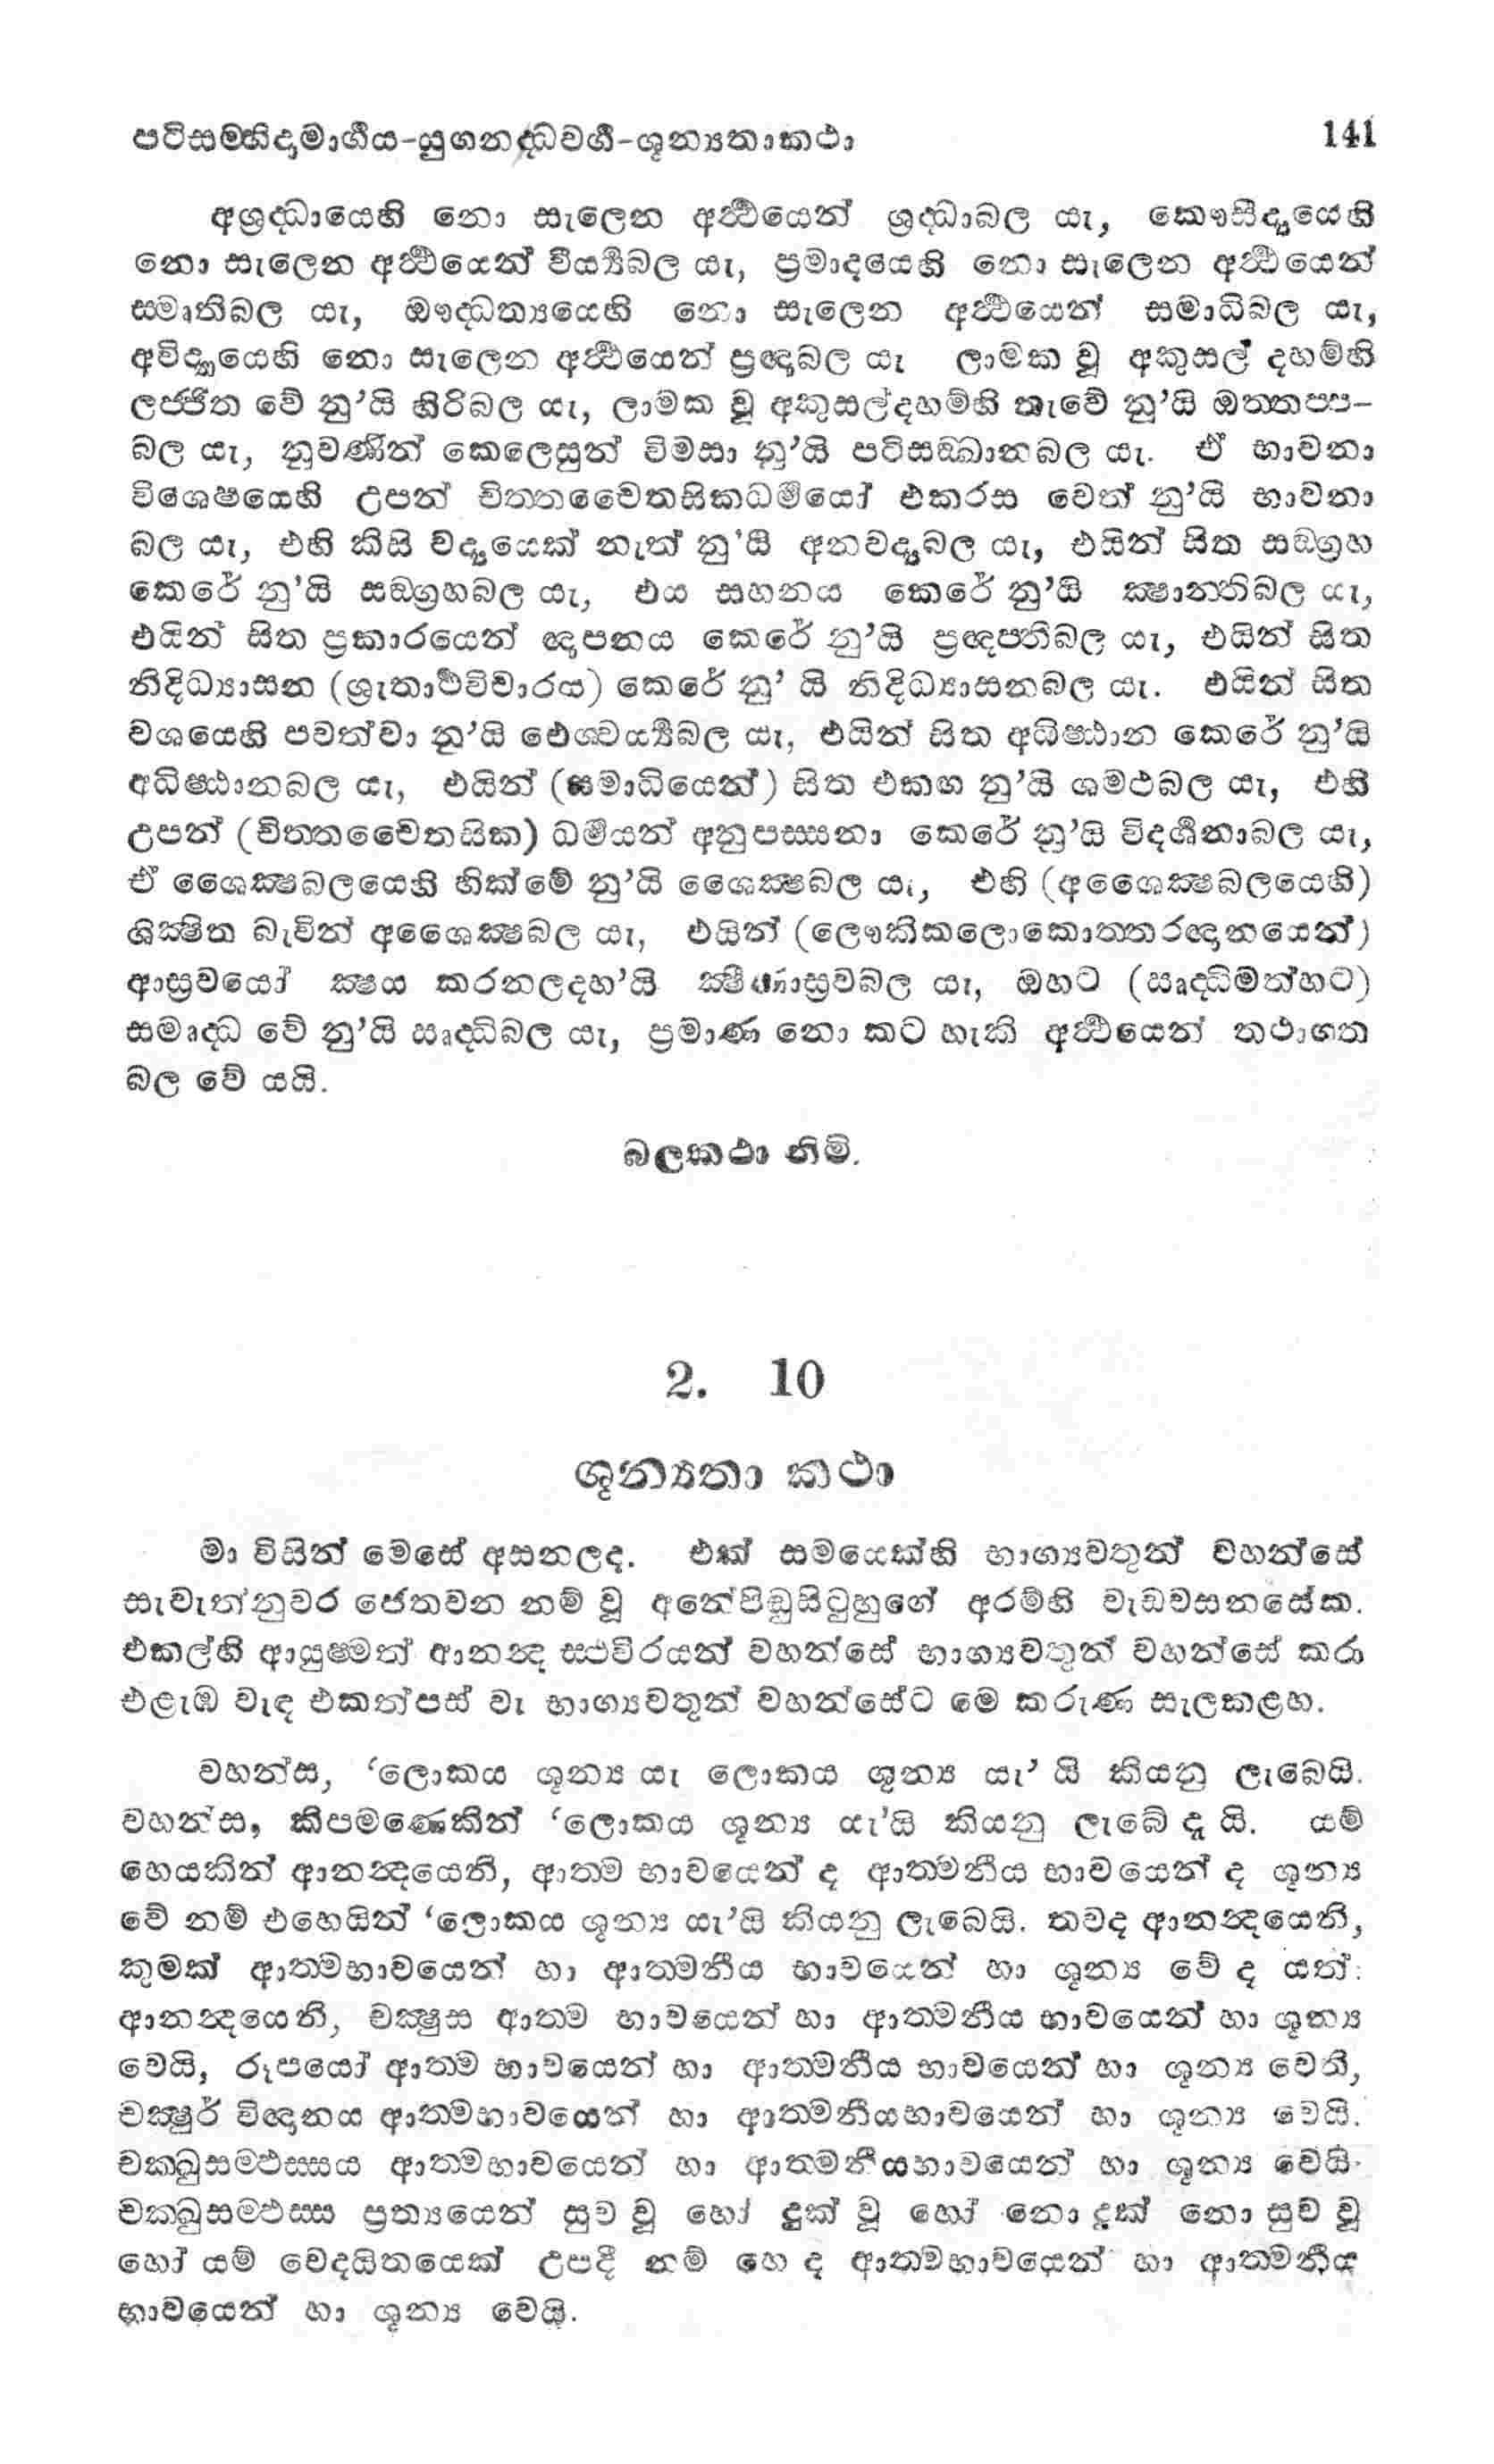 පටිසම්භිදාමාර්ගය-යුගනද්ධවර්ග-ශූන්‍යතාකථා 141
අශ්‍රද්ධායෙහි නො සැලෙන අර්ථයෙන් ශ්‍රද්ධාබල යැ, කෞසීද්‍යයෙහි
නො සැලෙන අර්ථයෙන් වීර්‍ය්‍යබල යැ, ප්‍රමාදයෙහි නො සැලෙන අර්ථයෙන්
සමෘතිබල යැ, ඖද්ධත්‍යයෙහි නො සැලෙන අර්ථයෙන් සමාධිබල යැ,
අවිද්‍යායෙහි නො සැලෙන අර්ථයෙන් ප්‍රඥාබල යැ ලාමක වූ අකුසල් දහම්හි
ලජ්ජිත වේ නු’යි හිරිබල යැ, ලාමක වූ අකුසල්දහම්හි තැවේ නු’යි ඔත්තප්ප-
බල යැ, නුවණින් කෙලෙසුන් විමසා නු’යි පටිසඞ්ඛානබල යැ. ඒ භාවනා
විශෙෂයෙහි උපන් චිත්තචෛතසිකධර්මයෝ එකරස වෙත් නු’යි භාවනා
බල යැ, එහි කිසි වද්‍යයෙක් නැත් නු’යි අනවද්‍යබල යැ, එයින් සිත සඞ්ග්‍රහ
කෙරේ නු’යි සඞ්ග්‍රහබල යැ, එය සහනය කෙරේ නු’යි ක්ෂාන්තිබල යැ,
එයින් සිත ප්‍රකාරයෙන් ඥාපනය කෙරේ නු’යි ප්‍රඥප්තිබල යැ, එයින් සිත
නිදිධ්‍යාසන (ශ්‍රුතාර්ථවිචාරය) කෙරේ නු’ යි නිදිධ්‍යාසනබල යැ. එයින් සිත
වශයෙහි පවත්වා නු’යි ඓශ්වර්‍ය්‍යබල යැ, එයින් සිත අධිෂ්ඨාන කෙරේ නු’යි
අධිෂ්ඨානබල යැ, එයින් (සමාධියෙන්) සිත එකඟ නු’යි ශමථබල යැ, එහි
උපන් (චිත්තචෛතසික) ධර්මයන් අනුපස්සනා කෙරේ නු’යි විදර්ශනාබල යැ,
ඒ ශෛක්ෂබලයෙහි හික්මේ නු’යි ශෛක්ෂබල යැ, එහි (අශෛක්ෂබලයෙහි)
ශික්ෂිත බැවින් අශෛක්ෂබල යැ, එයින් (ලෞකිකලොකොත්තරඥානයෙන්)
ආස්‍රවයෝ ක්ෂය කරනලදහ’යි ක්ෂීණාස්‍රවබල යැ, ඔහට (ඍද්ධිමත්හට)
සමෘද්ධ වේ නු’යි ඍද්ධිබල යැ, ප්‍රමාණ නො කට හැකි අර්ථයෙන් තථාගත
බල වේ යයි.
බලකථා නිමි.
2. 10
ශූන්‍යතා කථා
මා විසින් මෙසේ අසනලද. එක් සමයෙක්හි භාග්‍යවතුන් වහන්සේ
සැවැත්නුවර ජෙතවන නම් වූ අනේපිඬුසිටුහුගේ අරම්හි වැඩවසනසේක.
එකල්හි ආයුෂ්මත් ආනන්‍ද ස්ථවිරයන් වහන්සේ භාග්‍යවතුන් වහන්සේ කරා
එළැඹ වැඳ එකත්පස් වැ භාග්‍යවතුන් වහන්සේට මෙ කරුණ සැලකළහ.
වහන්ස, ‘ලොකය ශූන්‍ය යැ ලොකය ශූන්‍ය යැ’ යි කියනු ලැබෙයි.
වහන්ස, කිපමණෙකින් ‘ලොකය ශූන්‍ය යැ’යි කියනු ලැබේ දැ යි. යම්
හෙයකින් ආනන්‍දයෙනි, ආත්ම භාවයෙන් ද ආත්මනීය භාවයෙන් ද ශූන්‍ය
වේ නම් එහෙයින් ‘ලොකය ශූන්‍ය යැ’යි කියනු ලැබෙයි. තවද ආනන්‍දයෙනි,
කුමක් ආත්මභාවයෙන් හා ආත්මනීය භාවයෙන් හා ශූන්‍ය වේ ද යත්:
ආනන්‍දයෙනි, චක්ෂුස ආත්ම භාවයෙන් හා ආත්මනීය භාවයෙන් හා ශූන්‍ය
වෙයි, රූපයෝ ආත්ම භාවයෙන් හා ආත්මනීය භාවයෙන් හා ශූන්‍ය වෙති,
චක්ෂුර් විඥානය ආත්මභාවයෙන් හා ආත්මනීයභාවයෙන් හා ශූන්‍ය වෙයි.
චක්ඛුසම්ඵස්සය ආත්මභාවයෙන් හා ආත්මනීයභාවයෙන් හා ශූන්‍ය වෙයි.
චක්ඛුසම්ඵස්ස ප්‍රත්‍යයෙන් සුව වූ හෝ දුක් වූ හෝ නො දුක් නො සුව වූ
හෝ යම් වෙදයිතයෙක් උපදී නම් හෙ ද ආත්මභාවයෙන් හා ආත්මනීය
භාවයෙන් හා ශූන්‍ය වෙයි.